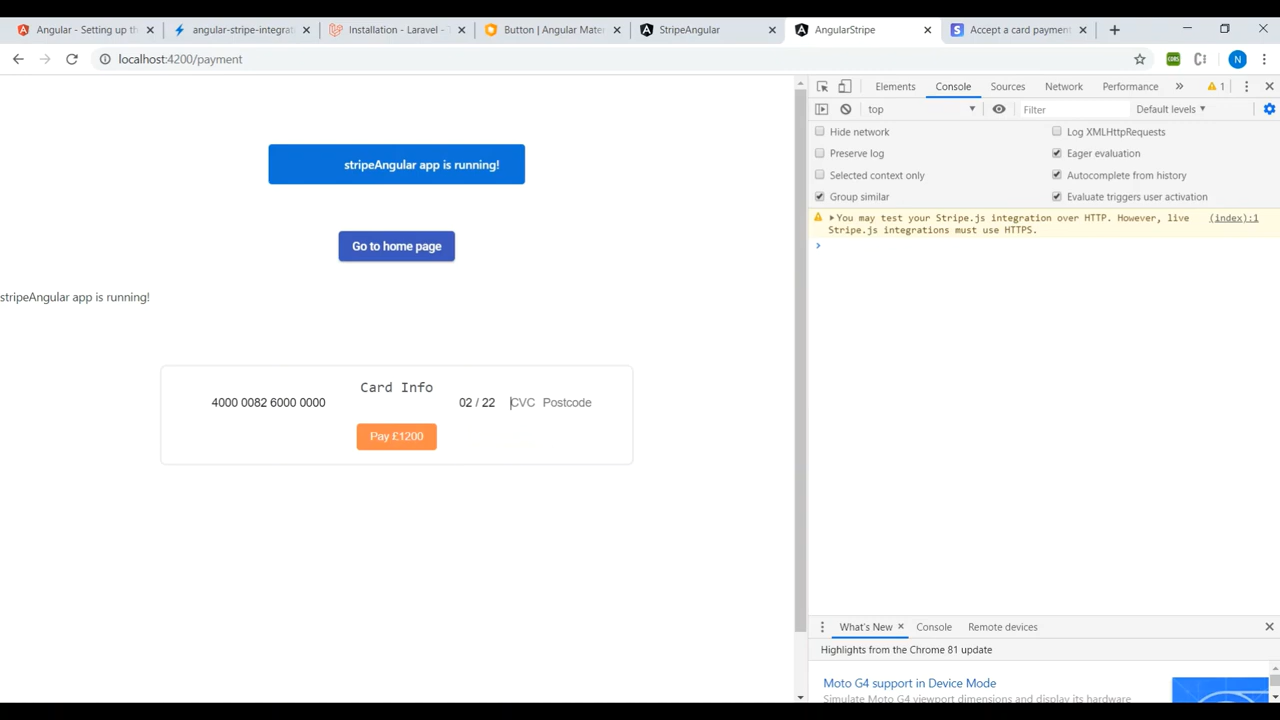 Angular - Setting up th
angular-stripe-integrat
Installation - Laravel - T
Button | Angular Mater
StripeAngular
AngularStripe
Accept a card payment
localhost:4200/payment
CORS
N
Elements Console Sources Network Performance » 1
top Filter Default levels
Hide network Log XMLHttpRequests
Preserve log Eager evaluation
Selected context only Autocomplete from history
Group similar Evaluate triggers user activation
You may test your Stripe.js integration over HTTP. However, live (index):1
Stripe.js integrations must use HTTPS.
stripeAngular app is running!
Go to home page
stripeAngular app is running!
Card Info
4000 0082 6000 0000 02 / 22 CVC Postcode
Pay £1200
What's New Console Remote devices
Highlights from the Chrome 81 update
Moto G4 support in Device Mode
Simulate Moto G4 viewport dimensions and display its hardware